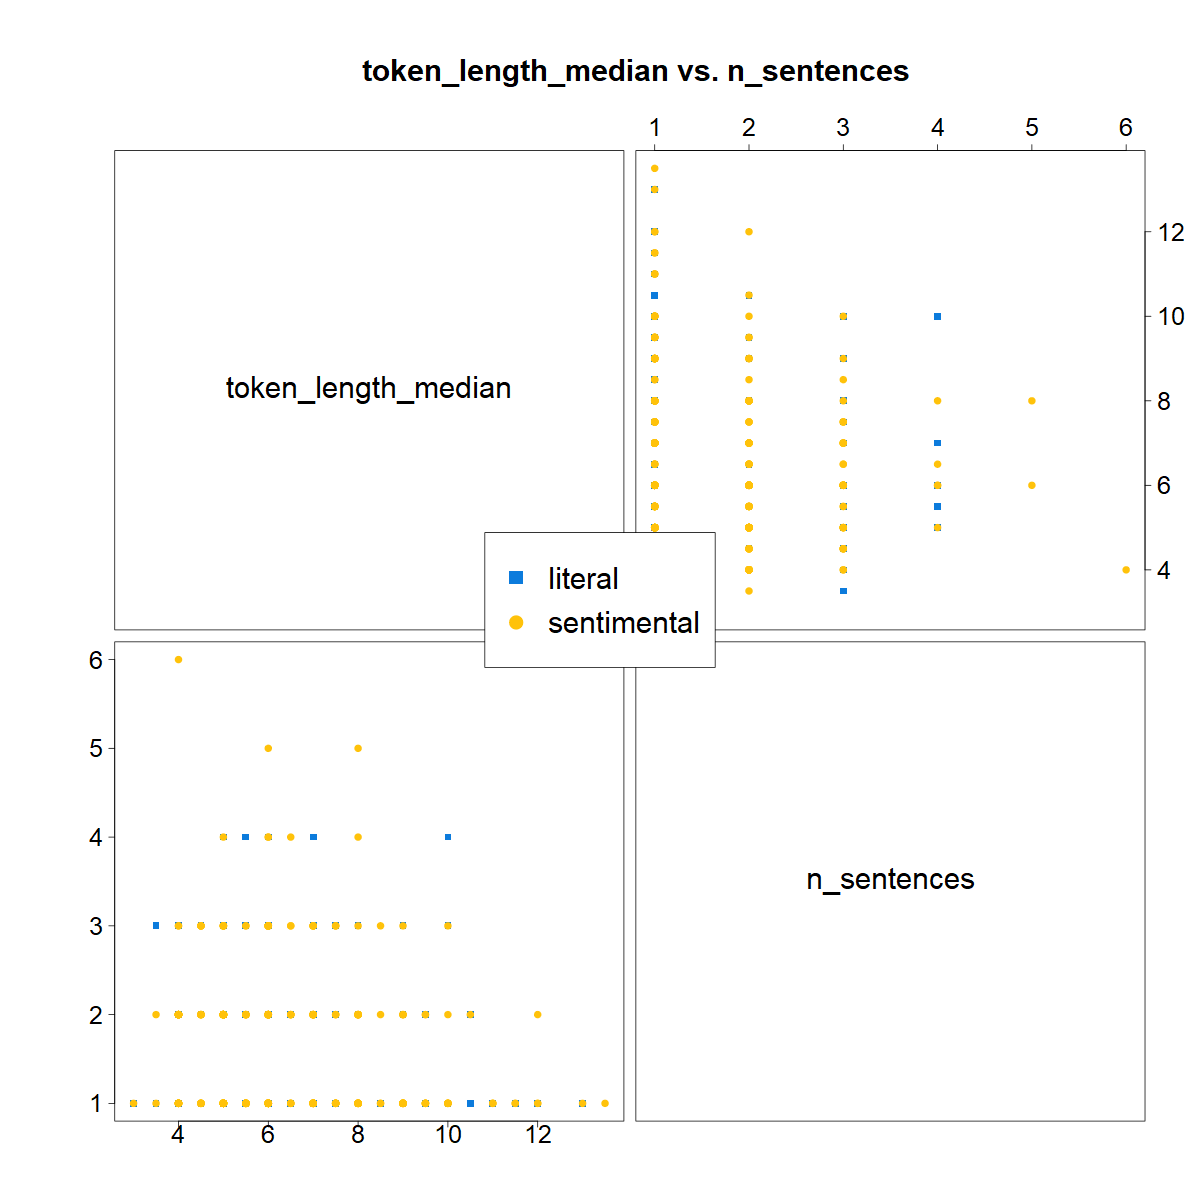 token_length_median vs. n_sentences
1 2 3 4 5 6
token_length_median
12
10
8
6
4
literal
sentimental
6
5
4
3
2
1
n_sentences
4 6 8 10 12